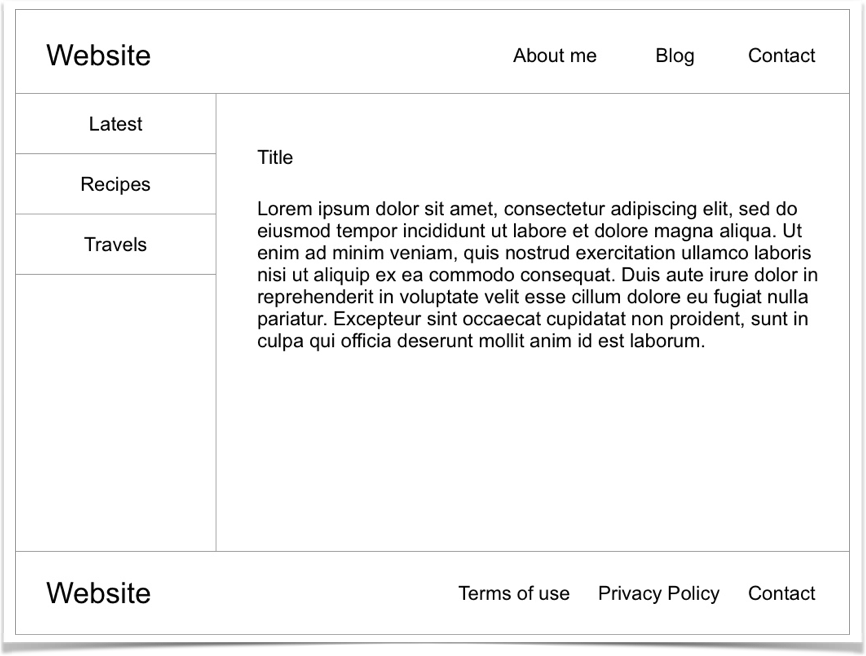 Website
About me Blog Contact
Latest
Recipes
Travels
Title
Lorem ipsum dolor sit amet, consectetur adipiscing elit, sed do
eiusmod tempor incididunt ut labore et dolore magna aliqua. Ut
enim ad minim veniam, quis nostrud exercitation ullamco laboris
nisi ut aliquip ex ea commodo consequat. Duis aute irure dolor in
reprehenderit in voluptate velit esse cillum dolore eu fugiat nulla
pariatur. Excepteur sint occaecat cupidatat non proident, sunt in
culpa qui officia deserunt mollit anim id est laborum.
Website
Terms of use Privacy Policy Contact